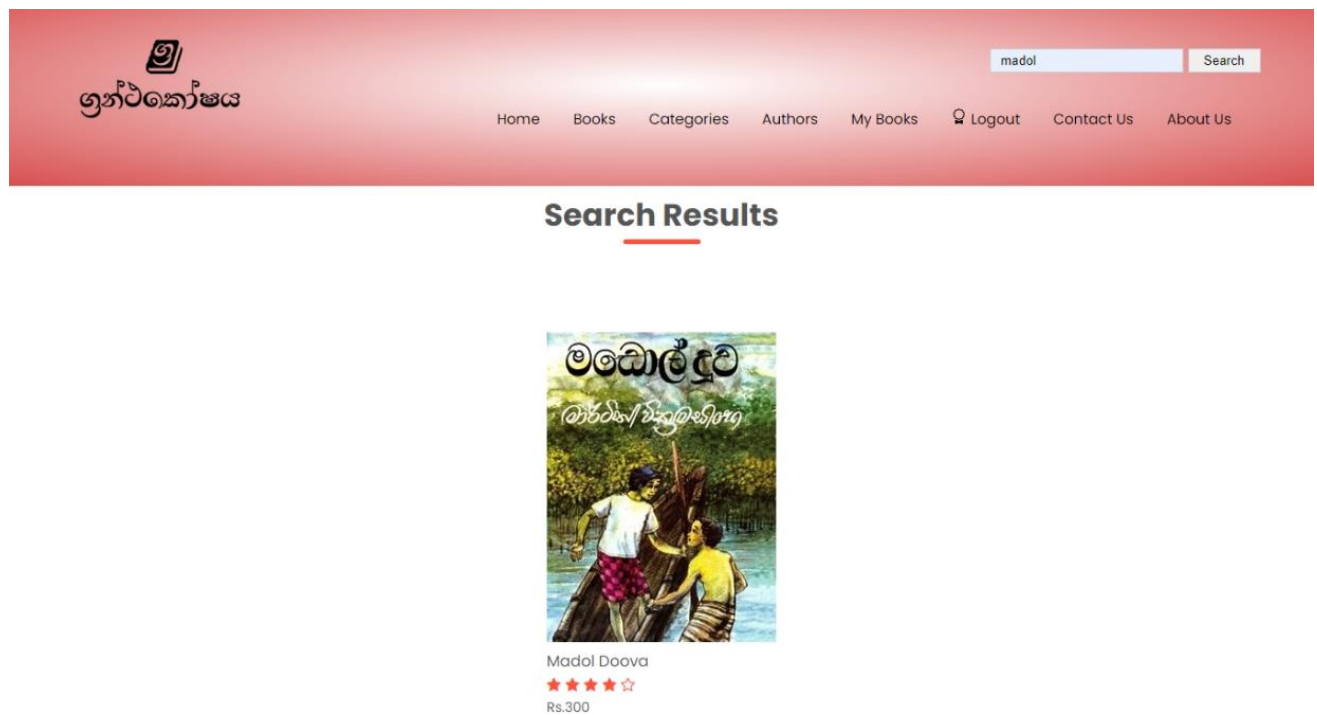 ග්‍රන්ථකෝෂය
madol
Search
Home Books Categories Authors My Books Logout Contact Us About Us
Search Results
මඩොල් දූව
මාර්ටින් වික්‍රමසිංහ
Madol Doova
Rs.300